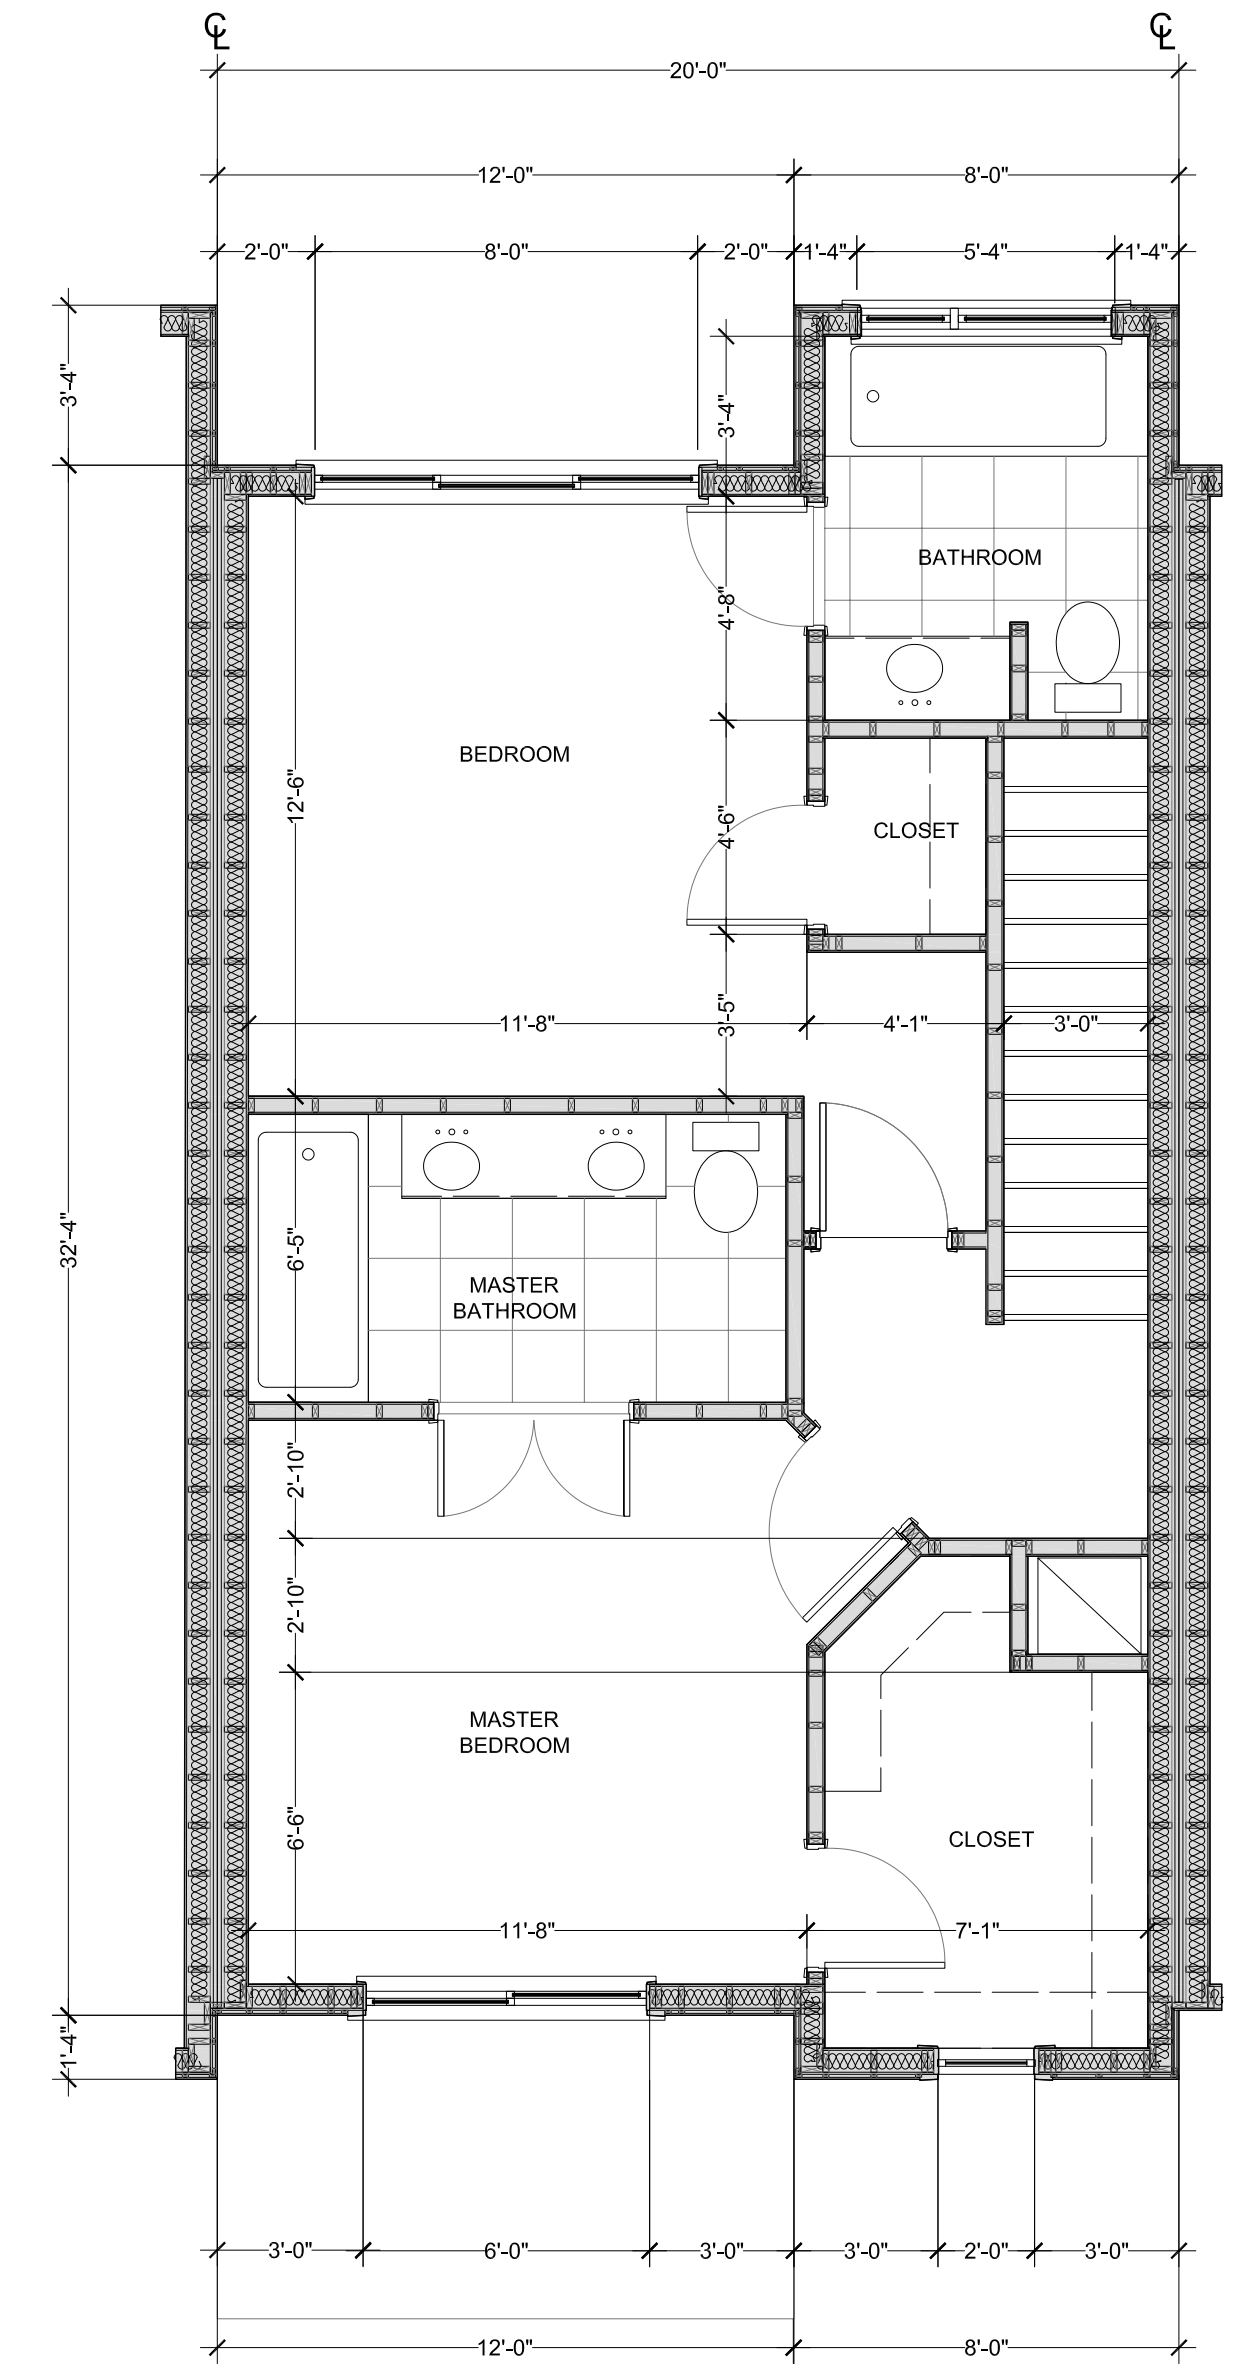 ℄ ℄
20'-0"
12'-0" 8'-0"
2'-0" 8'-0" 2'-0" 1'-4" 5'-4 1'-4"
3'-4"
3'-4"
BATHROOM
4'-8"
BEDROOM
12'-6"
4'-6"
CLOSET
3'-5"
11'-8" 4'-1" 3'-0"
32'-4"
6'-5"
MASTER
BATHROOM
2'-10"
2'-10"
MASTER
BEDROOM
6'-6"
CLOSET
11'-8" 7'-1"
1'-4"
3'-0" 6'-0" 3'-0" 3'-0" 2'-0" 3'-0"
12'-0" 8'-0"